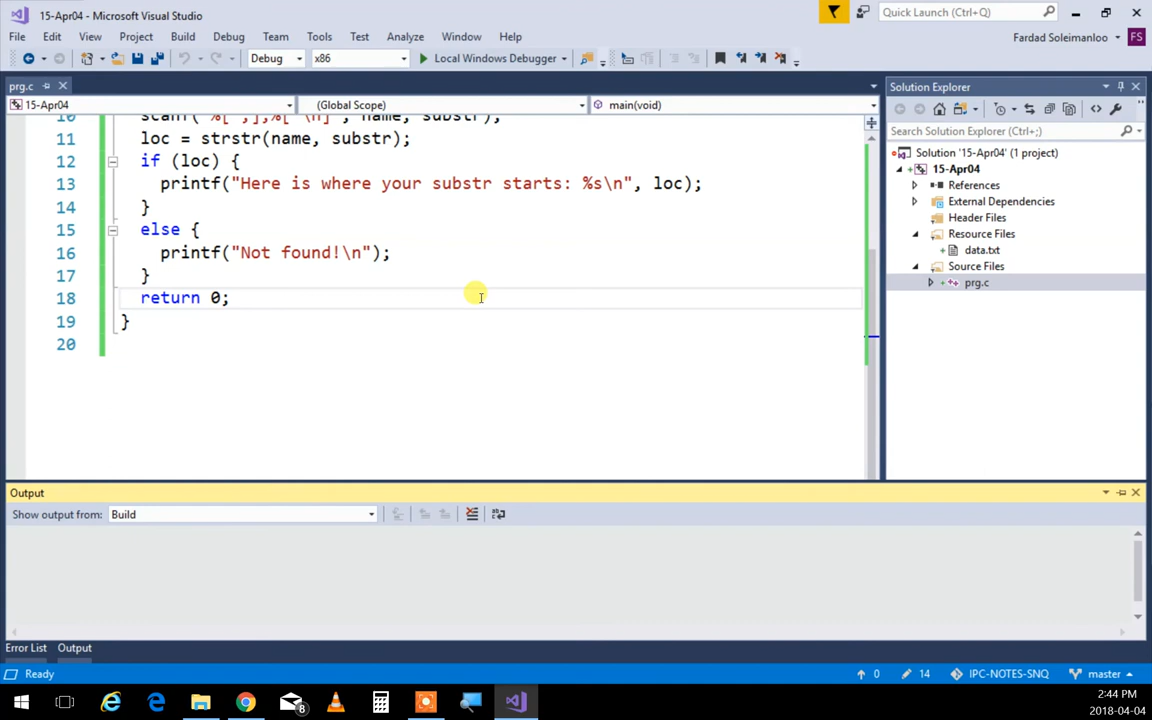 15-Apr04 - Microsoft Visual Studio
Quick Launch (Ctrl+Q)
File Edit View Project Build Debug Team Tools Test Analyze Window Help
Fardad Soleimanloo FS
Debug x86 Local Windows Debugger
prg.c
Solution Explorer
15-Apr04 (Global Scope) main(void)
Search Solution Explorer (Ctrl+;)
10 scanf("%[^,],%[^\n]", name, substr);
11 loc = strstr(name, substr);
12 if (loc) {
13 printf("Here is where your substr starts: %s\n", loc);
14 }
15 else {
16 printf("Not found!\n");
17 }
18 return 0;
19 }
20
Solution '15-Apr04' (1 project)
15-Apr04
References
External Dependencies
Header Files
Resource Files
data.txt
Source Files
prg.c
Output
Show output from: Build
Error List Output
Ready 0 14 IPC-NOTES-SNQ master
8
2:44 PM
2018-04-04